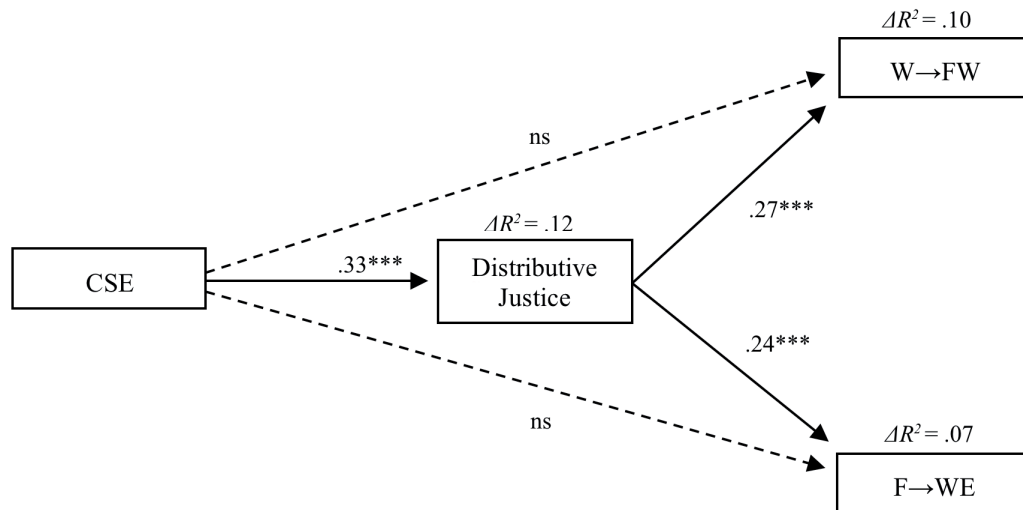 ΔR² = .10
W→FW
ns
.27***
ΔR² = .12
.33***
Distributive
Justice
CSE
.24***
ns
ΔR² = .07
F→WE